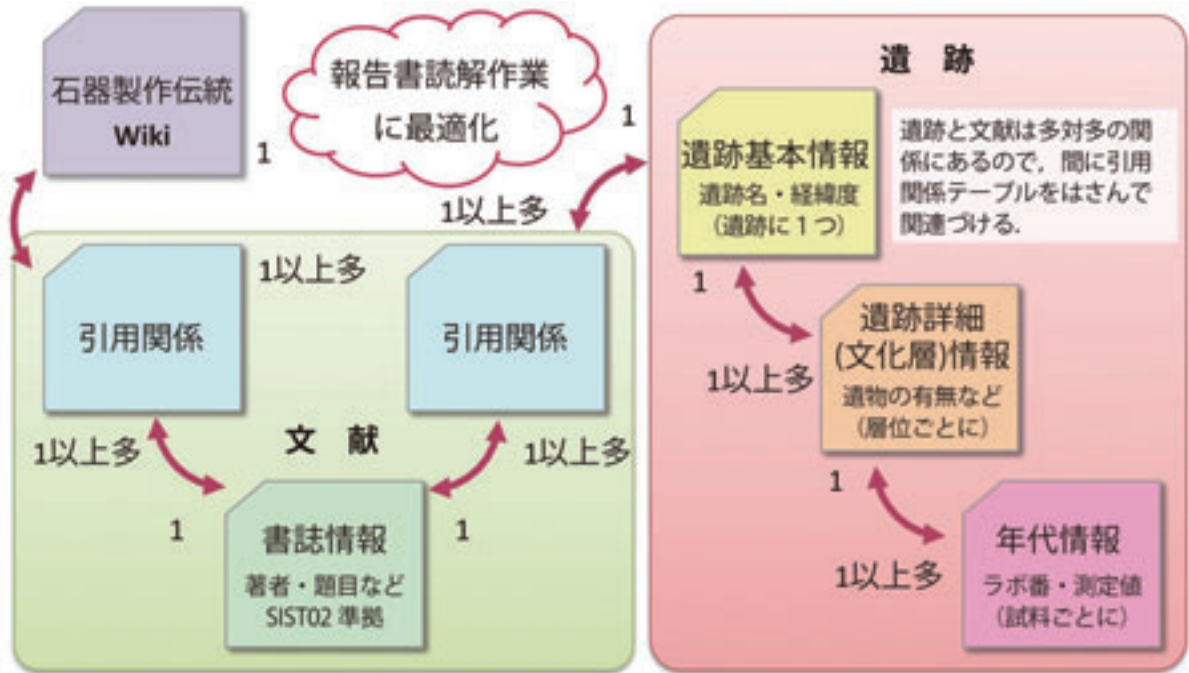 石器製作伝統
Wiki
1
報告書読解作業
に最適化
1
1以上多
引用関係
1以上多
引用関係
文　献
1以上多
1以上多
1
1
書誌情報
著者・題目など
SIST02 準拠
遺　跡
遺跡基本情報
遺跡名・経緯度
（遺跡に１つ）
遺跡と文献は多対多の関
係にあるので，間に引用
関係テーブルをはさんで
関連づける．
1
1以上多
遺跡詳細
(文化層)情報
遺物の有無など
（層位ごとに）
1
1以上多
年代情報
ラボ番・測定値
（試料ごとに）